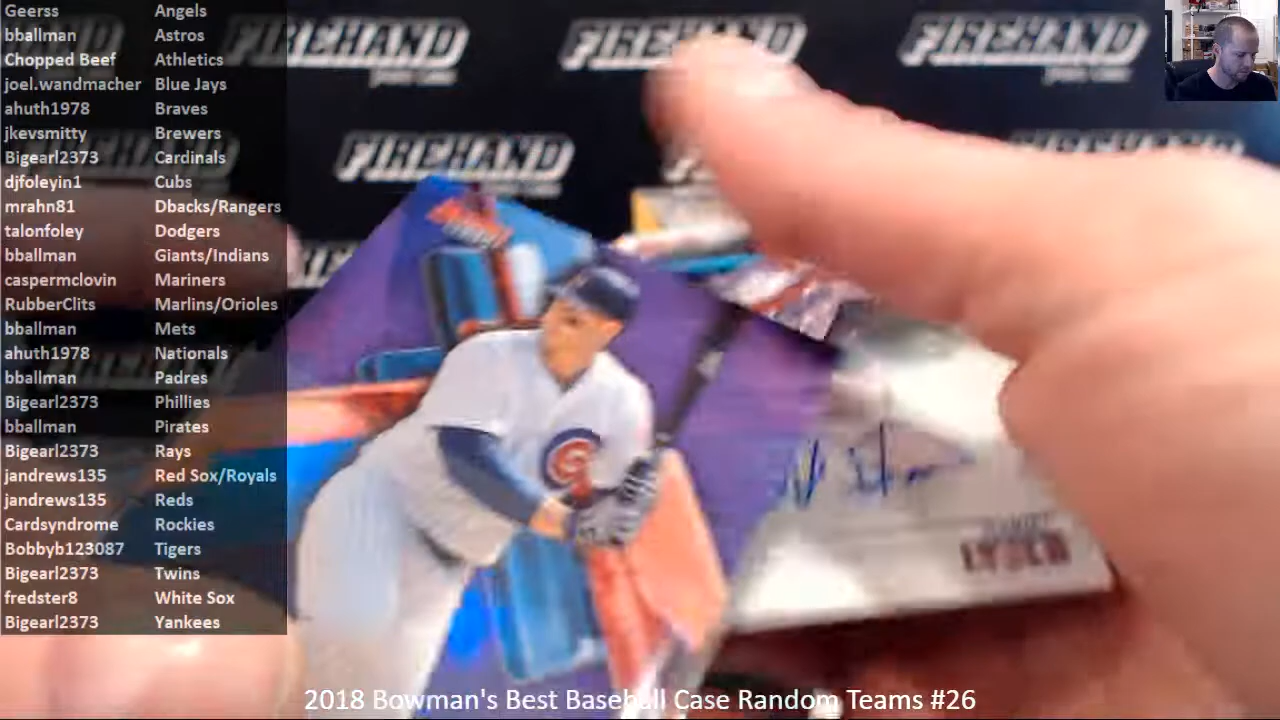 Geerss Angels
bballman Astros
Chopped Beef Athletics
joel.wandmacher Blue Jays
ahuth1978 Braves
jkevsmitty Brewers
Bigearl2373 Cardinals
djfoleyin1 Cubs
mrahn81 Dbacks/Rangers
talonfoley Dodgers
bballman Giants/Indians
caspermclovin Mariners
RubberClits Marlins/Orioles
bballman Mets
ahuth1978 Nationals
bballman Padres
Bigearl2373 Phillies
bballman Pirates
Bigearl2373 Rays
jandrews135 Red Sox/Royals
jandrews135 Reds
Cardsyndrome Rockies
Bobbyb123087 Tigers
Bigearl2373 Twins
fredster8 White Sox
Bigearl2373 Yankees
FIREHAND FIREHAND FIREHAND
FIREHAND
C
2018 Bowman's Best Baseball Case Random Teams #26